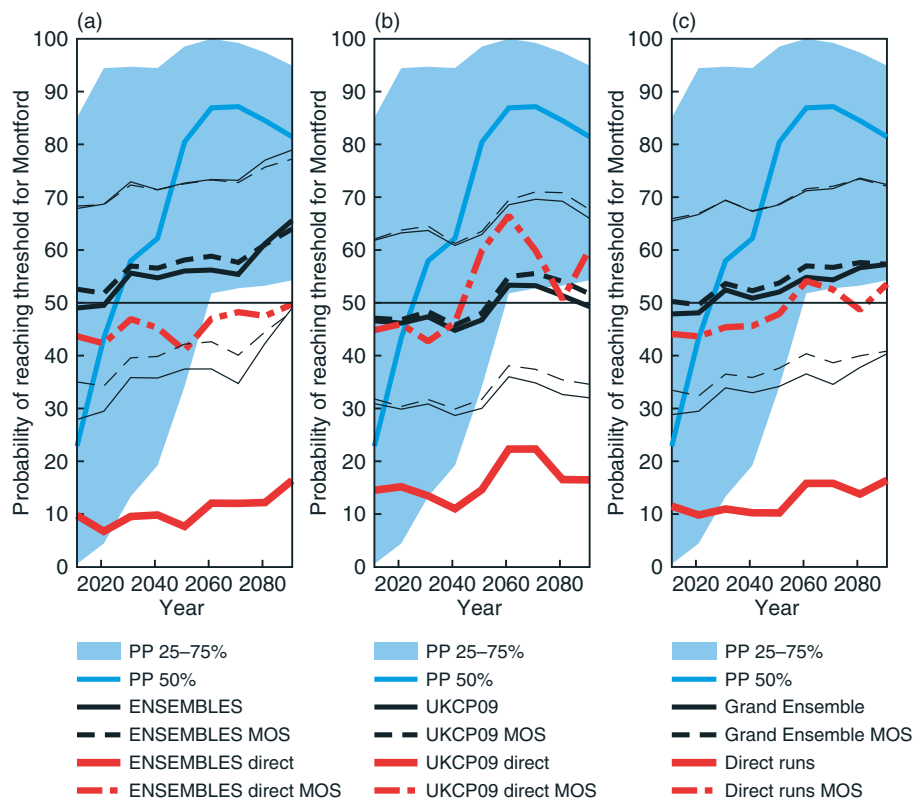 (a)
Probability of reaching threshold for Montford
100
90
80
70
60
50
40
30
20
10
0
2020 2040 2060 2080
Year
PP 25–75%
PP 50%
ENSEMBLES
ENSEMBLES MOS
ENSEMBLES direct
ENSEMBLES direct MOS
(b)
Probability of reaching threshold for Montford
100
90
80
70
60
50
40
30
20
10
0
2020 2040 2060 2080
Year
PP 25–75%
PP 50%
UKCP09
UKCP09 MOS
UKCP09 direct
UKCP09 direct MOS
(c)
Probability of reaching threshold for Montford
100
90
80
70
60
50
40
30
20
10
0
2020 2040 2060 2080
Year
PP 25–75%
PP 50%
Grand Ensemble
Grand Ensemble MOS
Direct runs
Direct runs MOS